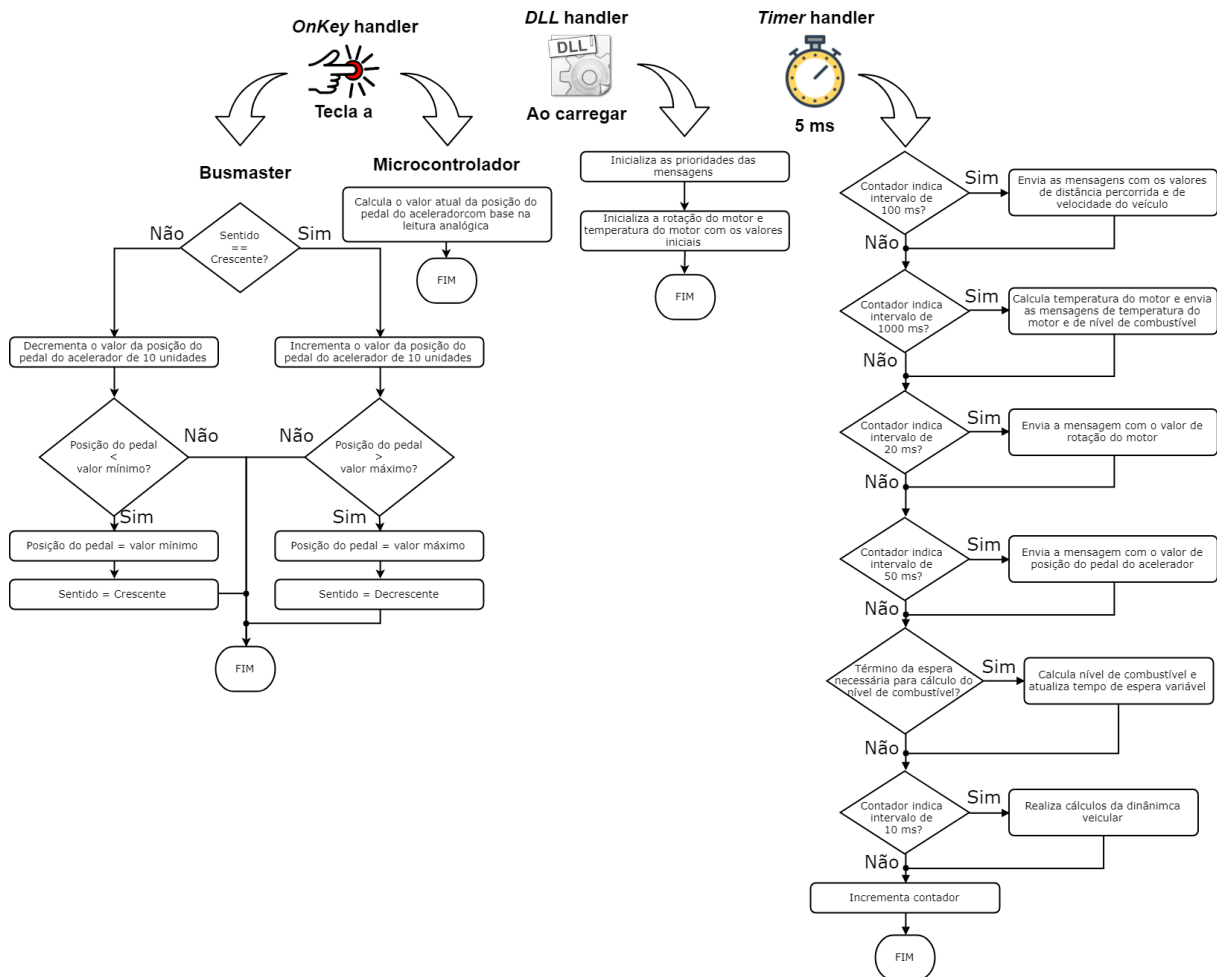 OnKey handler
Tecla a
Busmaster
Sentido
==
Crescente?
Não
Sim
Decrementa o valor da posição do
pedal do acelerador de 10 unidades
Incrementa o valor da posição do
pedal do acelerador de 10 unidades
Posição do pedal
<
valor mínimo?
Não
Sim
Posição do pedal
>
valor máximo?
Não
Sim
Posição do pedal = valor mínimo
Posição do pedal = valor máximo
Sentido = Crescente
Sentido = Decrescente
FIM
Microcontrolador
Calcula o valor atual da posição do
pedal do aceleradorcom base na
leitura analógica
FIM
DLL handler
DLL
Ao carregar
Inicializa as prioridades das
mensagens
Inicializa a rotação do motor e
temperatura do motor com os valores
iniciais
FIM
Timer handler
5 ms
Contador indica
intervalo de
100 ms?
Sim
Envia as mensagens com os valores
de distância percorrida e de
velocidade do veículo
Não
Contador indica
intervalo de
1000 ms?
Sim
Calcula temperatura do motor e envia
as mensagens de temperatura do
motor e de nível de combustível
Não
Contador indica
intervalo de
20 ms?
Sim
Envia a mensagem com o valor de
rotação do motor
Não
Contador indica
intervalo de
50 ms?
Sim
Envia a mensagem com o valor de
posição do pedal do acelerador
Não
Término da espera
necessária para cálculo do
nível de combustível?
Sim
Calcula nível de combustível e
atualiza tempo de espera variável
Não
Contador indica
intervalo de
10 ms?
Sim
Realiza cálculos da dinânimca
veicular
Não
Incrementa contador
FIM